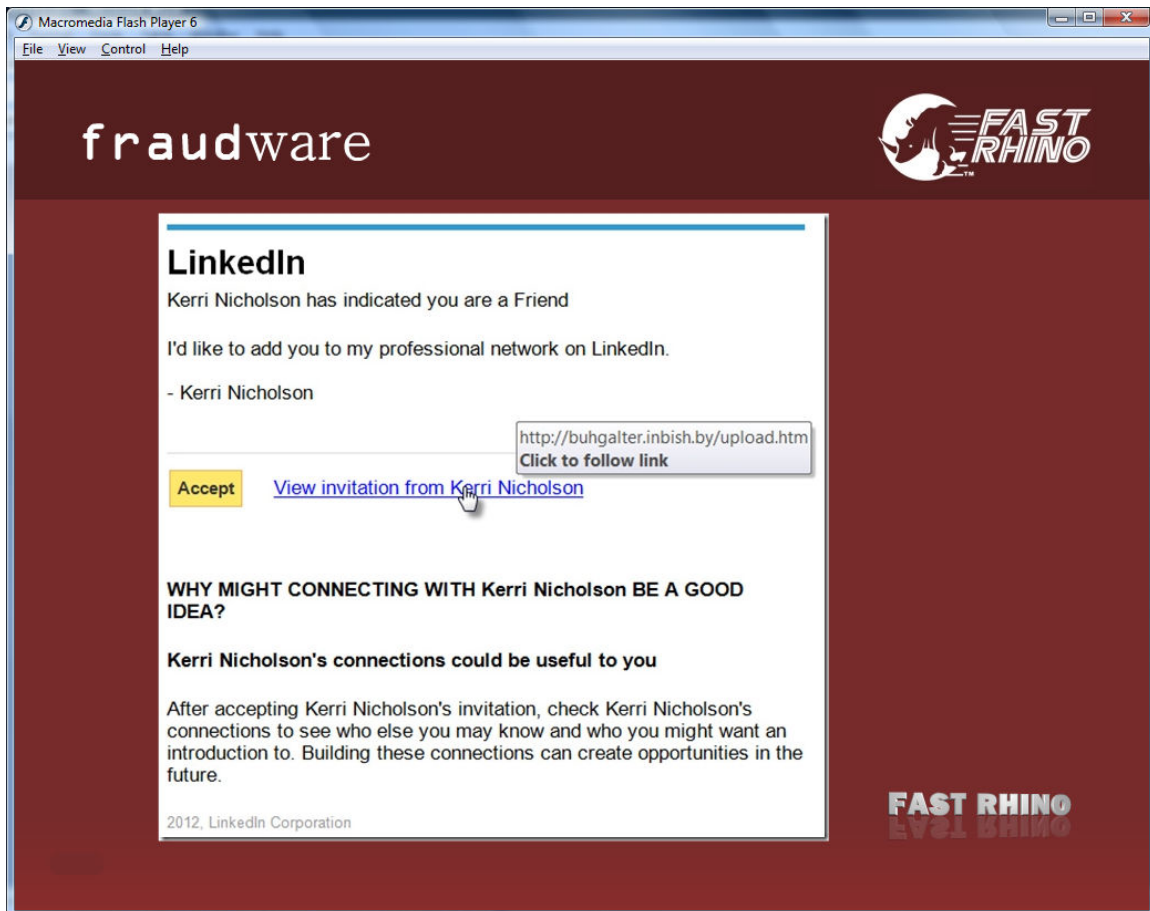 Macromedia Flash Player 6
File View Control Help
fraudware
FAST
RHINO
TM
LinkedIn
Kerri Nicholson has indicated you are a Friend
I'd like to add you to my professional network on LinkedIn.
- Kerri Nicholson
http://buhgalter.inbish.by/upload.htm
Click to follow link
Accept View invitation from Kerri Nicholson
WHY MIGHT CONNECTING WITH Kerri Nicholson BE A GOOD
IDEA?
Kerri Nicholson's connections could be useful to you
After accepting Kerri Nicholson's invitation, check Kerri Nicholson's
connections to see who else you may know and who you might want an
introduction to. Building these connections can create opportunities in the
future.
2012, LinkedIn Corporation
FAST RHINO